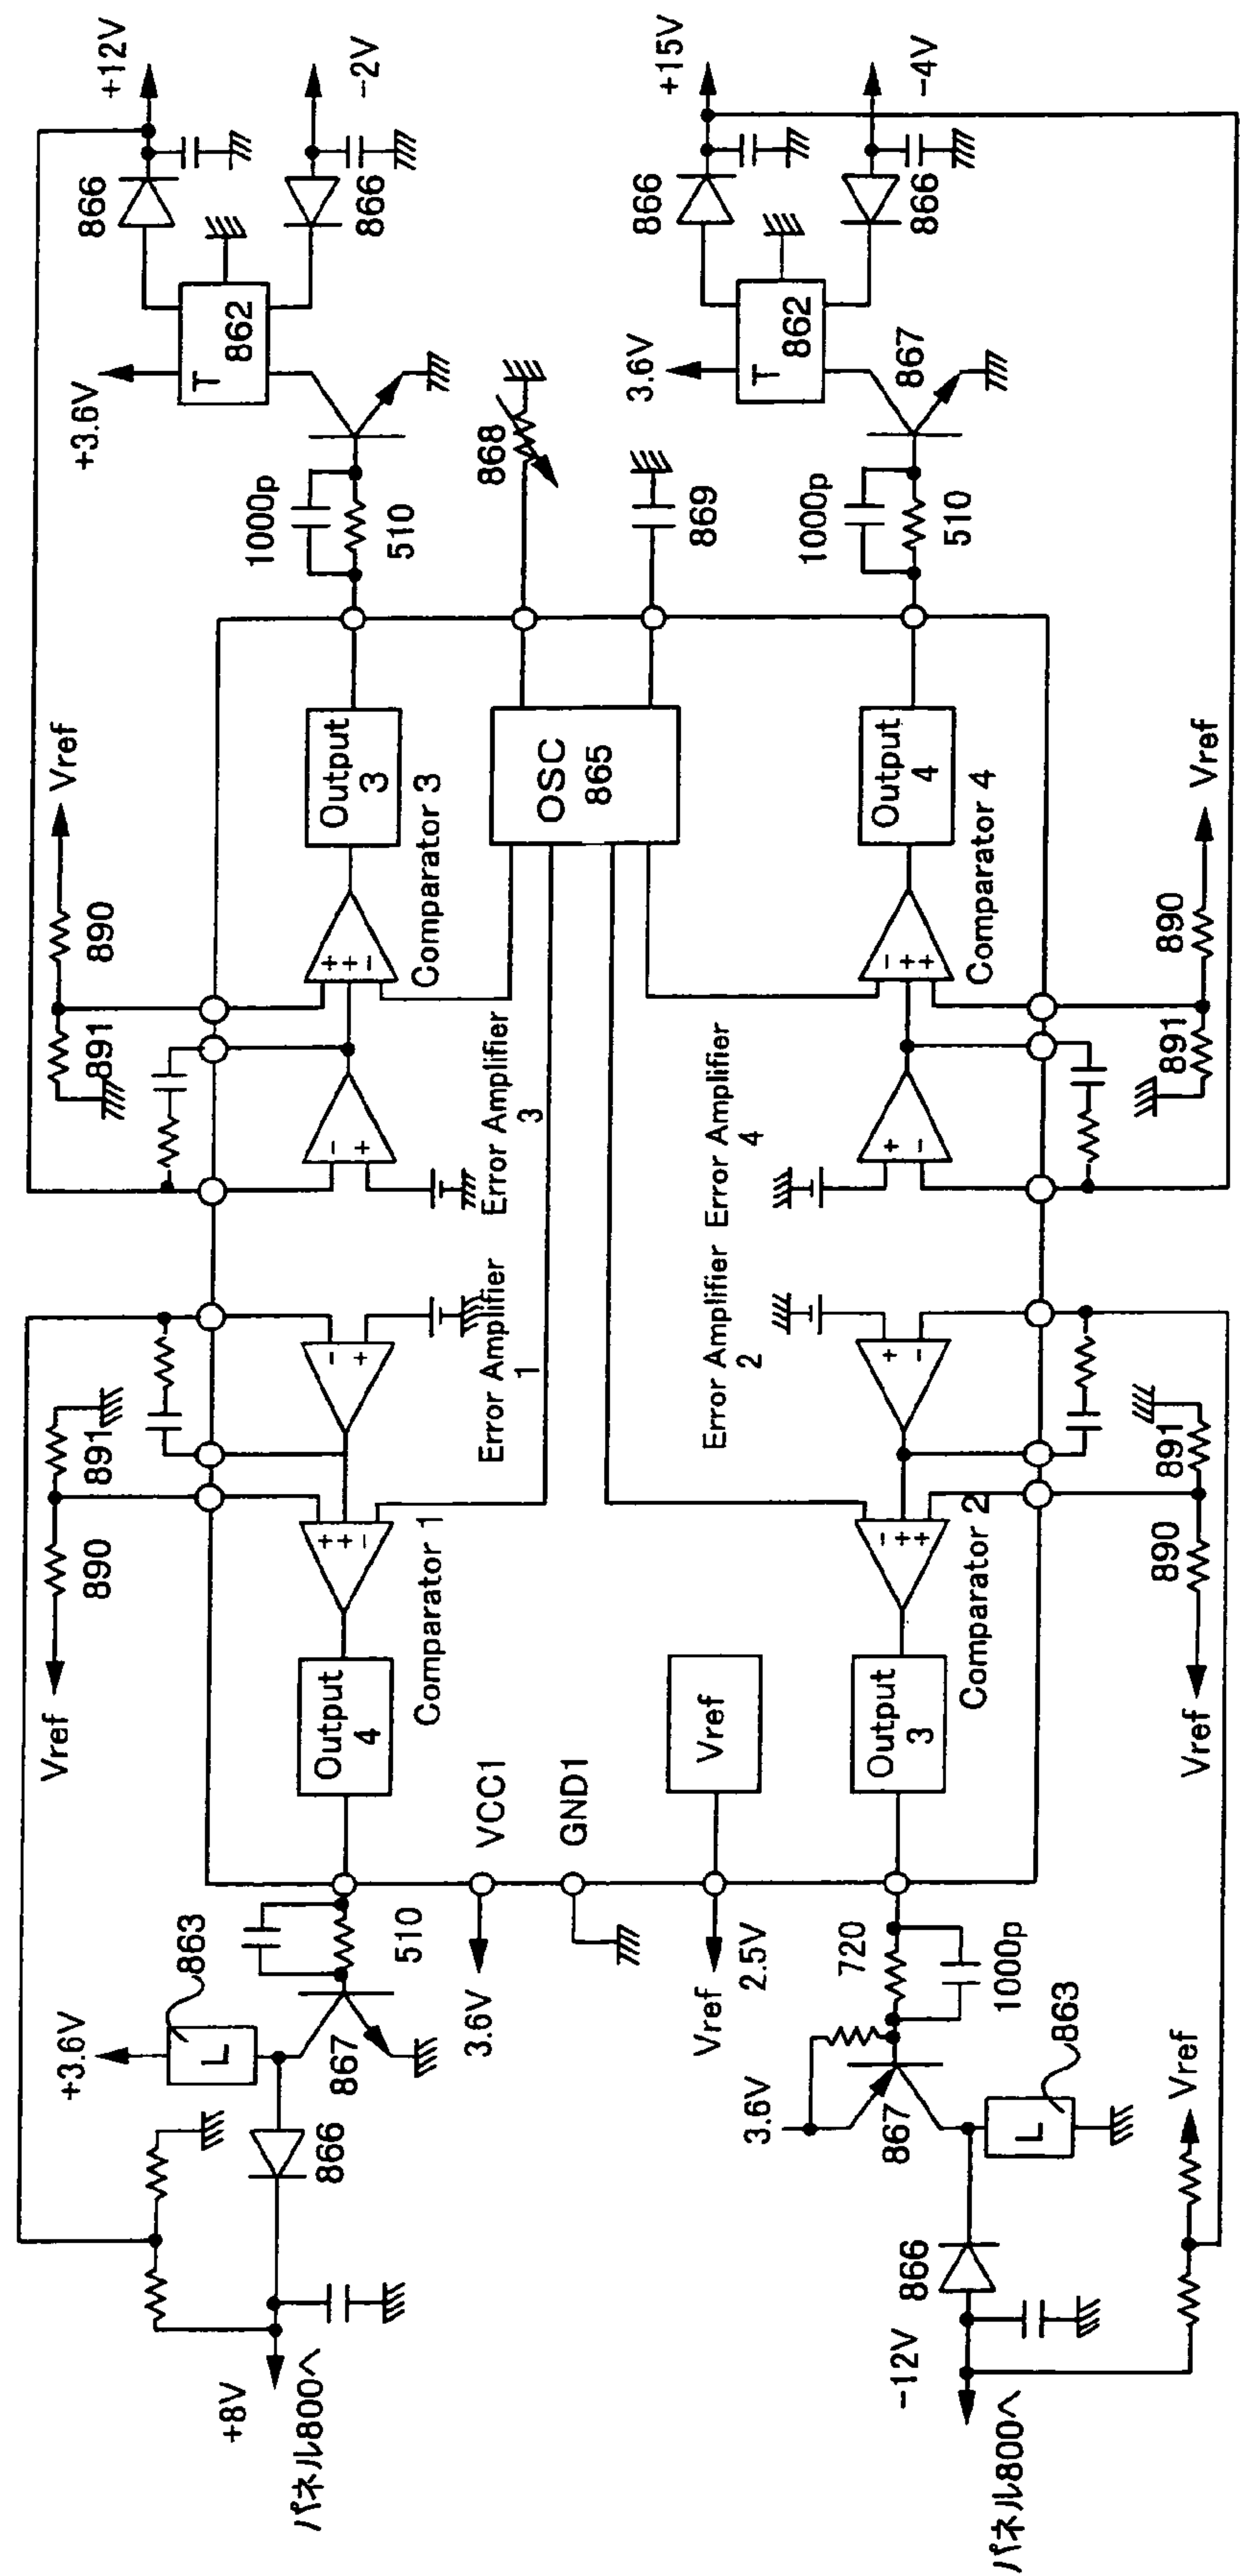 +8V
パネル800へ
+3.6V
L
863
866
867
510
3.6V
VCC1
GND1
Vref
2.5V
Vref
Vref
890
891
Output
4
Comparator 1
Error Amplifier
1
-12V
パネル800へ
3.6V
720
1000p
867
866
L
863
Vref
Output
3
Comparator 2
Error Amplifier
2
Vref
890
891
Vref
890
891
Error Amplifier
3
Comparator 3
Output
3
1000p
510
+3.6V
T
862
866
866
+12V
-2V
OSC
865
868
869
Error Amplifier
4
Comparator 4
Output
4
1000p
510
867
3.6V
T
862
866
866
+15V
-4V
891
890
Vref